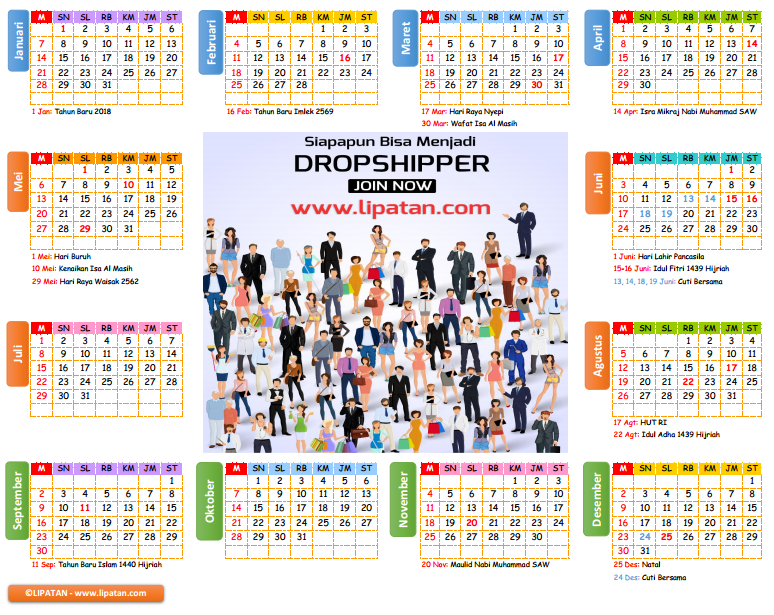 Januari
M SN SL RB KM JM ST
1 2 3 4 5 6
7 8 9 10 11 12 13
14 15 16 17 18 19 20
21 22 23 24 25 26 27
28 29 30 31
1 Jan: Tahun Baru 2018
Februari
M SN SL RB KM JM ST
1 2 3
4 5 6 7 8 9 10
11 12 13 14 15 16 17
18 19 20 21 22 23 24
25 26 27 28
16 Feb: Tahun Baru Imlek 2569
Maret
M SN SL RB KM JM ST
1 2 3
4 5 6 7 8 9 10
11 12 13 14 15 16 17
18 19 20 21 22 23 24
25 26 27 28 29 30 31
17 Mar: Hari Raya Nyepi
30 Mar: Wafat Isa Al Masih
April
M SN SL RB KM JM ST
1 2 3 4 5 6 7
8 9 10 11 12 13 14
15 16 17 18 19 20 21
22 23 24 25 26 27 28
29 30
14 Apr: Isra Mikraj Nabi Muhammad SAW
Siapapun Bisa Menjadi
DROPSHIPPER
JOIN NOW
www.lipatan.com
Mei
M SN SL RB KM JM ST
1 2 3 4 5
6 7 8 9 10 11 12
13 14 15 16 17 18 19
20 21 22 23 24 25 26
27 28 29 30 31
1 Mei: Hari Buruh
10 Mei: Kenaikan Isa Al Masih
29 Mei: Hari Raya Waisak 2562
Juni
M SN SL RB KM JM ST
1 2
3 4 5 6 7 8 9
10 11 12 13 14 15 16
17 18 19 20 21 22 23
24 25 26 27 28 29 30
1 Juni: Hari Lahir Pancasila
15-16 Juni: Idul Fitri 1439 Hijriah
13, 14, 18, 19 Juni: Cuti Bersama
Juli
M SN SL RB KM JM ST
1 2 3 4 5 6 7
8 9 10 11 12 13 14
15 16 17 18 19 20 21
22 23 24 25 26 27 28
29 30 31
Agustus
M SN SL RB KM JM ST
1 2 3 4
5 6 7 8 9 10 11
12 13 14 15 16 17 18
19 20 21 22 23 24 25
26 27 28 29 30 31
17 Agt: HUT RI
22 Agt: Idul Adha 1439 Hijriah
September
M SN SL RB KM JM ST
1
2 3 4 5 6 7 8
9 10 11 12 13 14 15
16 17 18 19 20 21 22
23 24 25 26 27 28 29
30
11 Sep: Tahun Baru Islam 1440 Hijriah
Oktober
M SN SL RB KM JM ST
1 2 3 4 5 6
7 8 9 10 11 12 13
14 15 16 17 18 19 20
21 22 23 24 25 26 27
28 29 30 31
November
M SN SL RB KM JM ST
1 2 3
4 5 6 7 8 9 10
11 12 13 14 15 16 17
18 19 20 21 22 23 24
25 26 27 28 29 30
20 Nov: Maulid Nabi Muhammad SAW
Desember
M SN SL RB KM JM ST
1
2 3 4 5 6 7 8
9 10 11 12 13 14 15
16 17 18 19 20 21 22
23 24 25 26 27 28 29
30 31
25 Des: Natal
24 Des: Cuti Bersama
©LIPATAN - www.lipatan.com